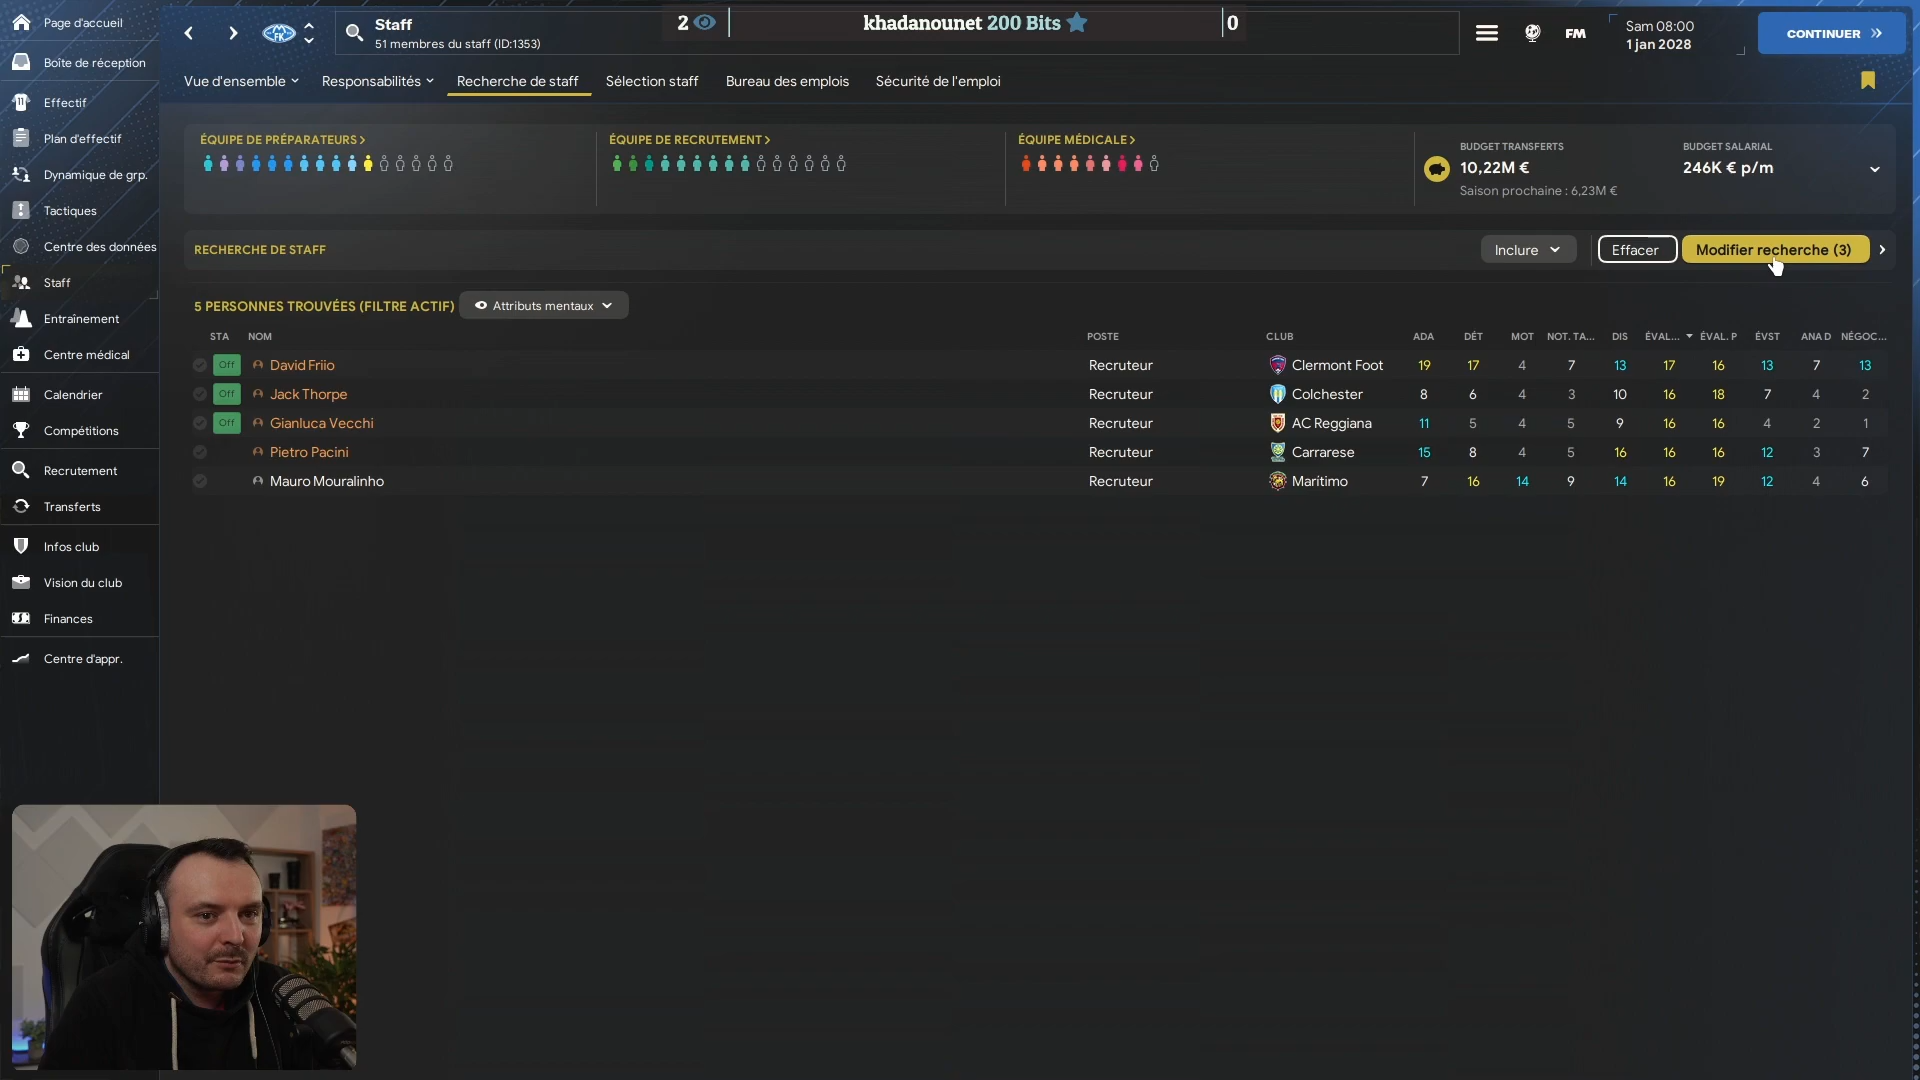 Page d'accueil
Boîte de réception
Effectif
Plan d'effectif
Dynamique de grp.
Tactiques
Centre des données
Staff
Entraînement
Centre médical
Calendrier
Compétitions
Recrutement
Transferts
Infos club
Vision du club
Finances
Centre d'appr.
Staff
51 membres du staff (ID:1353)
2
khadanounet 200 Bits
0
FM
Sam 08:00
1 jan 2028
CONTINUER
Vue d'ensemble
Responsabilités
Recherche de staff
Sélection staff
Bureau des emplois
Sécurité de l'emploi
ÉQUIPE DE PRÉPARATEURS >
ÉQUIPE DE RECRUTEMENT >
ÉQUIPE MÉDICALE >
BUDGET TRANSFERTS
10,22M €
Saison prochaine : 6,23M €
BUDGET SALARIAL
246K € p/m
RECHERCHE DE STAFF
Inclure
Effacer
Modifier recherche (3)
5 PERSONNES TROUVÉES (FILTRE ACTIF)
Attributs mentaux
STA NOM POSTE CLUB ADA DÉT MOT NOT. TA... DIS ÉVAL... ÉVAL. P ÉVST ANA D NÉGOC...
Off David Friio Recruteur Clermont Foot 19 17 4 7 13 17 16 13 7 13
Off Jack Thorpe Recruteur Colchester 8 6 4 3 10 16 18 7 4 2
Off Gianluca Vecchi Recruteur AC Reggiana 11 5 4 5 9 16 16 4 2 1
Pietro Pacini Recruteur Carrarese 15 8 4 5 16 16 16 12 3 7
Mauro Mouralinho Recruteur Marítimo 7 16 14 9 14 16 19 12 4 6